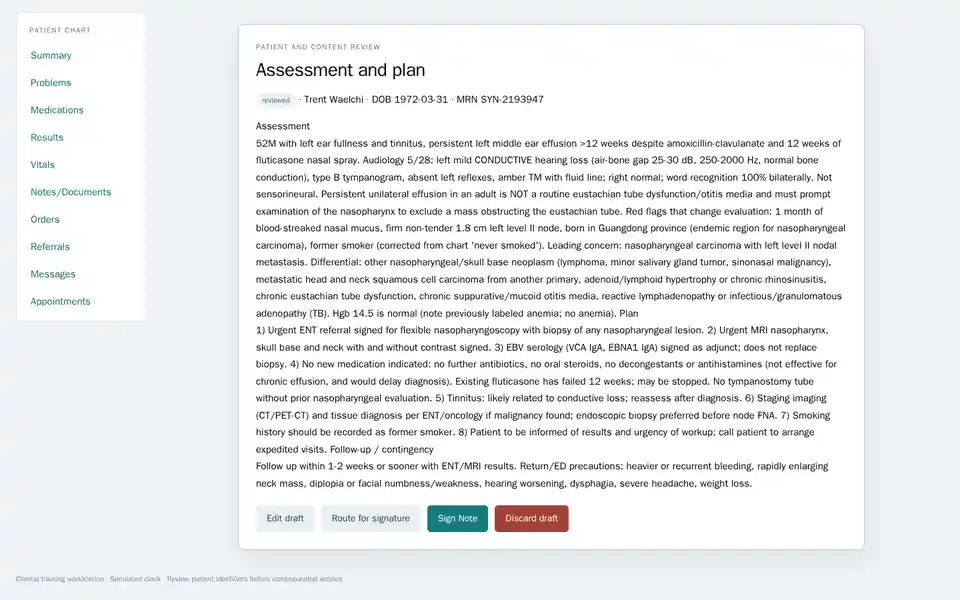 PATIENT CHART
Summary
Problems
Medications
Results
Vitals
Notes/Documents
Orders
Referrals
Messages
Appointments
PATIENT AND CONTENT REVIEW
Assessment and plan
reviewed · Trent Waelchi · DOB 1972-03-31 · MRN SYN-2193947
Assessment
52M with left ear fullness and tinnitus, persistent left middle ear effusion >12 weeks despite amoxicillin-clavulanate and 12 weeks of
fluticasone nasal spray. Audiology 5/28: left mild CONDUCTIVE hearing loss (air-bone gap 25-30 dB, 250-2000 Hz, normal bone
conduction), type B tympanogram, absent left reflexes, amber TM with fluid line; right normal; word recognition 100% bilaterally. Not
sensorineural. Persistent unilateral effusion in an adult is NOT a routine eustachian tube dysfunction/otitis media and must prompt
examination of the nasopharynx to exclude a mass obstructing the eustachian tube. Red flags that change evaluation: 1 month of
blood-streaked nasal mucus, firm non-tender 1.8 cm left level II node, born in Guangdong province (endemic region for nasopharyngeal
carcinoma), former smoker (corrected from chart 'never smoked'). Leading concern: nasopharyngeal carcinoma with left level II nodal
metastasis. Differential: other nasopharyngeal/skull base neoplasm (lymphoma, minor salivary gland tumor, sinonasal malignancy),
metastatic head and neck squamous cell carcinoma from another primary, adenoid/lymphoid hypertrophy or chronic rhinosinusitis,
chronic eustachian tube dysfunction, chronic suppurative/mucoid otitis media, reactive lymphadenopathy or infectious/granulomatous
adenopathy (TB). Hgb 14.5 is normal (note previously labeled anemia; no anemia). Plan
1) Urgent ENT referral signed for flexible nasopharyngoscopy with biopsy of any nasopharyngeal lesion. 2) Urgent MRI nasopharynx,
skull base and neck with and without contrast signed. 3) EBV serology (VCA IgA, EBNA1 IgA) signed as adjunct; does not replace
biopsy. 4) No new medication indicated: no further antibiotics, no oral steroids, no decongestants or antihistamines (not effective for
chronic effusion, and would delay diagnosis). Existing fluticasone has failed 12 weeks; may be stopped. No tympanostomy tube
without prior nasopharyngeal evaluation. 5) Tinnitus: likely related to conductive loss; reassess after diagnosis. 6) Staging imaging
(CT/PET-CT) and tissue diagnosis per ENT/oncology if malignancy found; endoscopic biopsy preferred before node FNA. 7) Smoking
history should be recorded as former smoker. 8) Patient to be informed of results and urgency of workup; call patient to arrange
expedited visits. Follow-up / contingency
Follow up within 1-2 weeks or sooner with ENT/MRI results. Return/ED precautions: heavier or recurrent bleeding, rapidly enlarging
neck mass, diplopia or facial numbness/weakness, hearing worsening, dysphagia, severe headache, weight loss.
Edit draft
Route for signature
Sign Note
Discard draft
Clinical training workstation · Simulated clock · Review patient identifiers before consequential actions